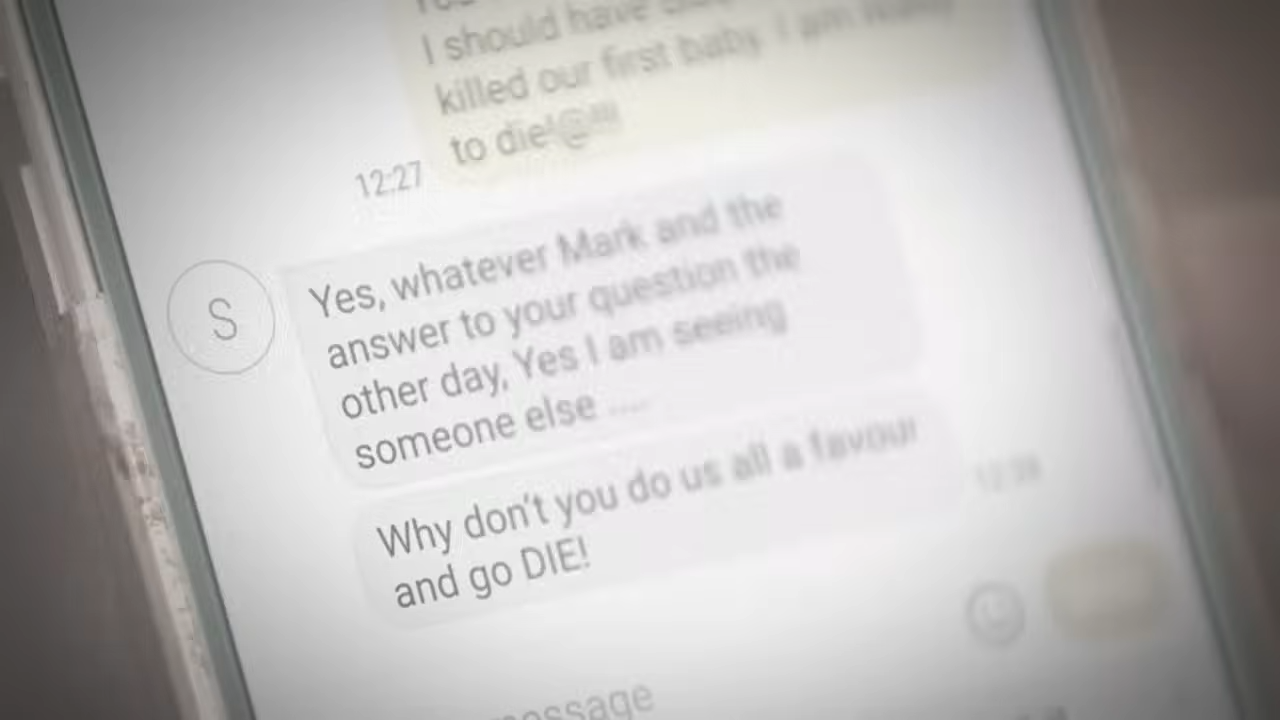 I should have
killed our first baby. I am
to die!@!!!
12:27
S
Yes, whatever Mark and the
answer to your question the
other day, Yes I am seeing
someone else ....
Why don't you do us all a favour
and go DIE!
message